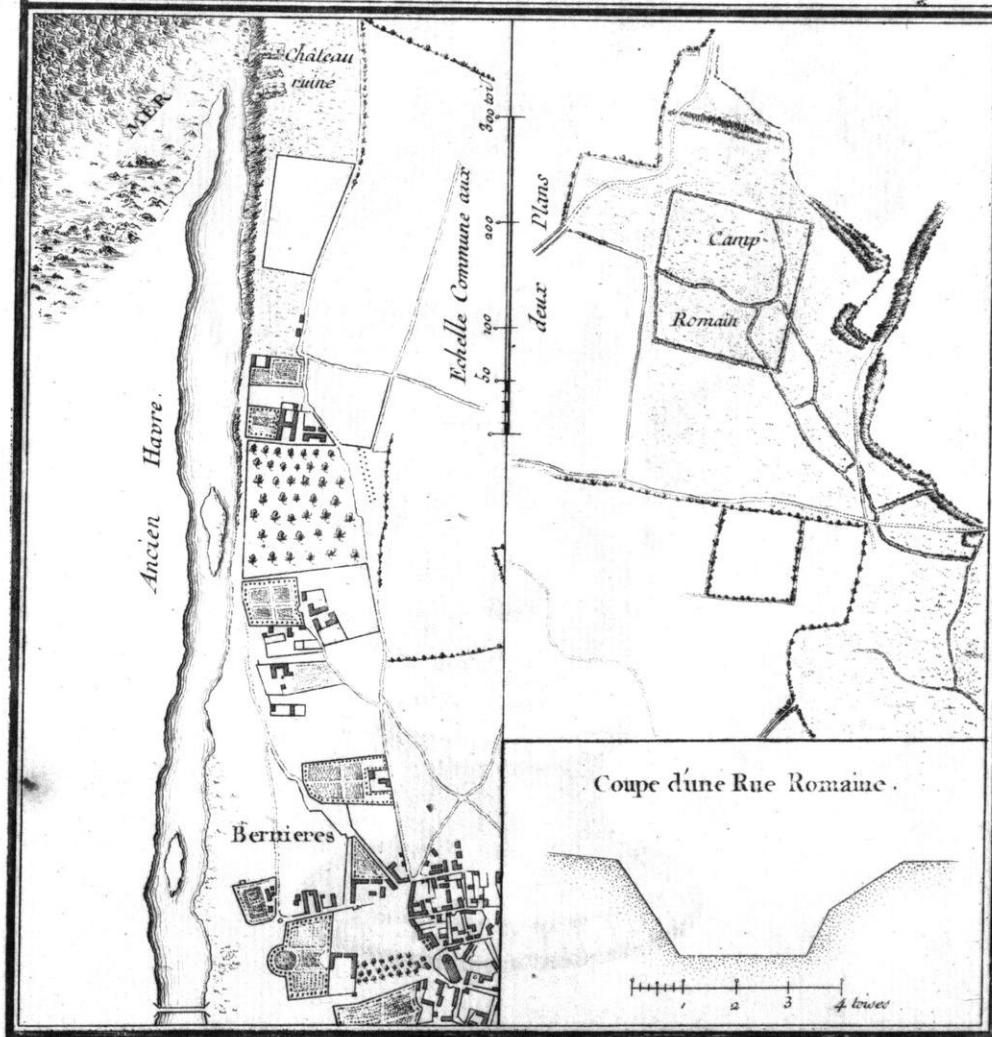 Château
ruiné
MER
Ancien Havre.
Bernieres
Echelle Commune aux
deux Plans
50 100 200 300 toi
Camp
Romain
Coupe d'une Rue Romaine.
1 2 3 4 toises